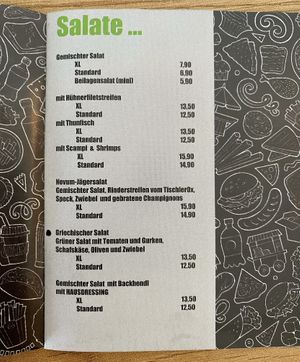 Salate ...
Gemischter Salat
XL 7,90
Standard 6,90
Beilagonsalat (mini) 5,90
mit Hühnerfiletstreifen
XL 13,50
Standard 12,50
mit Thunfisch
XL 13,50
Standard 12,50
mit Scampi & Shrimps
XL 15,90
Standard 14,90
Novum-Jägersalat
Gemischter Salat, Rinderstreifen vom TischlerOx,
Speck, Zwiebel und gebratene Champignons
XL 15,90
Standard 14,90
Griechischer Salat
Grüner Salat mit Tomaten und Gurken,
Schafskäse, Oliven und Zwiebel
XL 13,50
Standard 12,50
Gemischter Salat mit Backhendl
mit HAUSDRESSING
XL 13,50
Standard 12,50